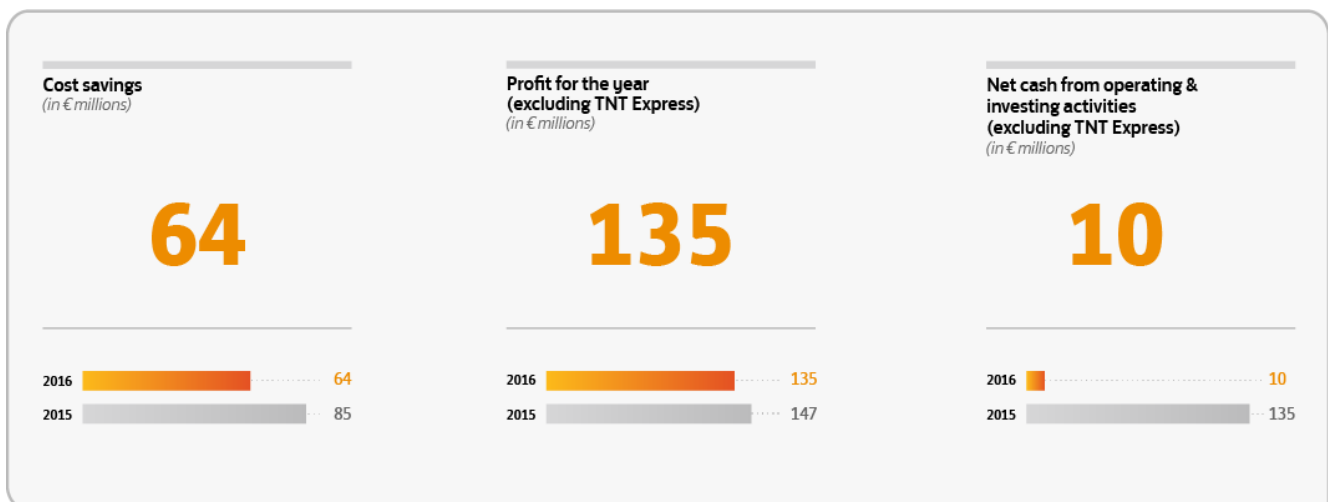 Cost savings
(in € millions)
64
2016 64
2015 85
Profit for the year
(excluding TNT Express)
(in € millions)
135
2016 135
2015 147
Net cash from operating &
investing activities
(excluding TNT Express)
(in € millions)
10
2016 10
2015 135